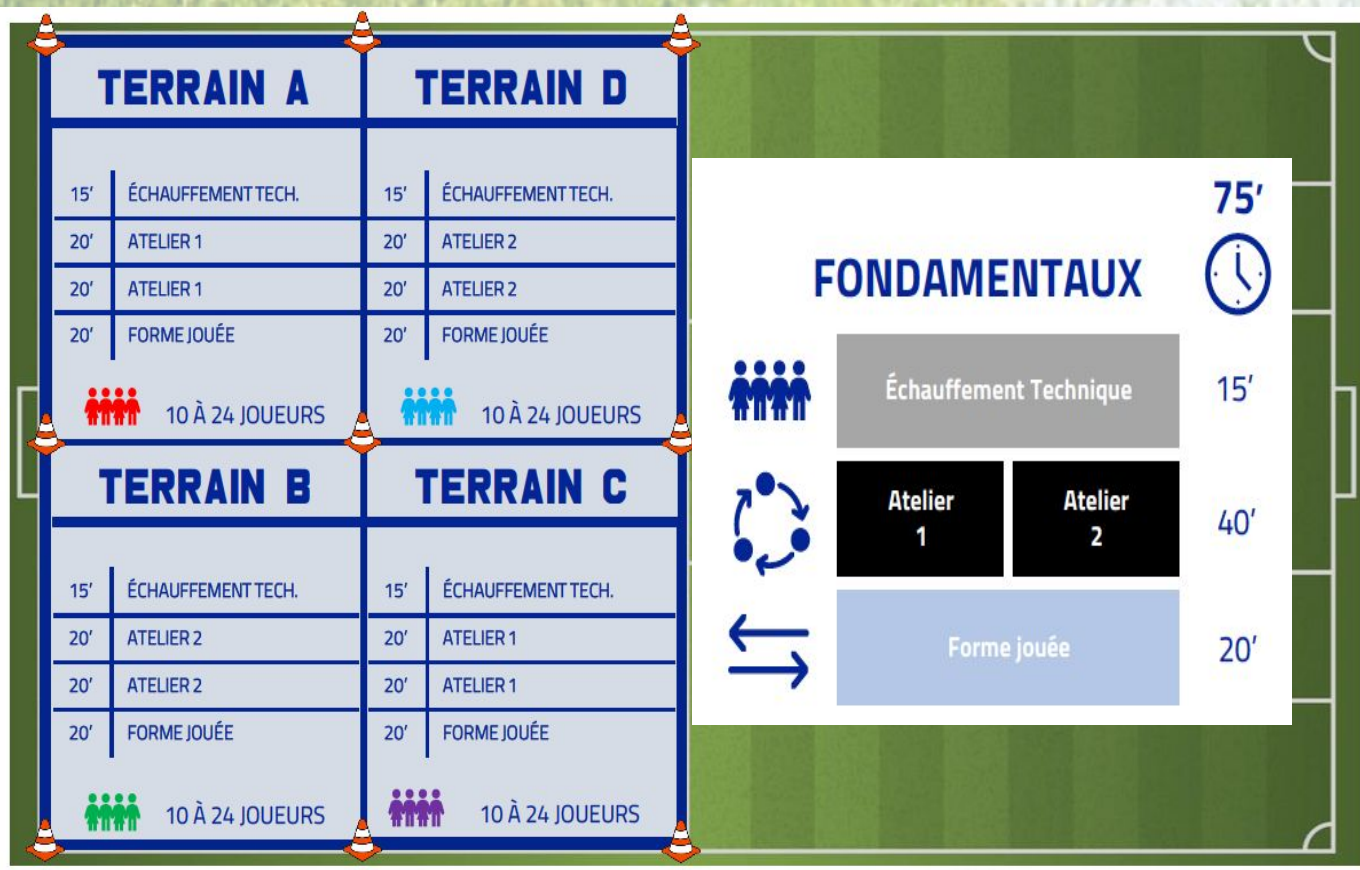 TERRAIN A
15' ÉCHAUFFEMENT TECH.
20' ATELIER 1
20' ATELIER 1
20' FORME JOUÉE
10 À 24 JOUEURS
TERRAIN D
15' ÉCHAUFFEMENT TECH.
20' ATELIER 2
20' ATELIER 2
20' FORME JOUÉE
10 À 24 JOUEURS
TERRAIN B
15' ÉCHAUFFEMENT TECH.
20' ATELIER 2
20' ATELIER 2
20' FORME JOUÉE
10 À 24 JOUEURS
TERRAIN C
15' ÉCHAUFFEMENT TECH.
20' ATELIER 1
20' ATELIER 1
20' FORME JOUÉE
10 À 24 JOUEURS
75'
FONDAMENTAUX
Échauffement Technique 15'
Atelier
1
Atelier
2
40'
Forme jouée 20'